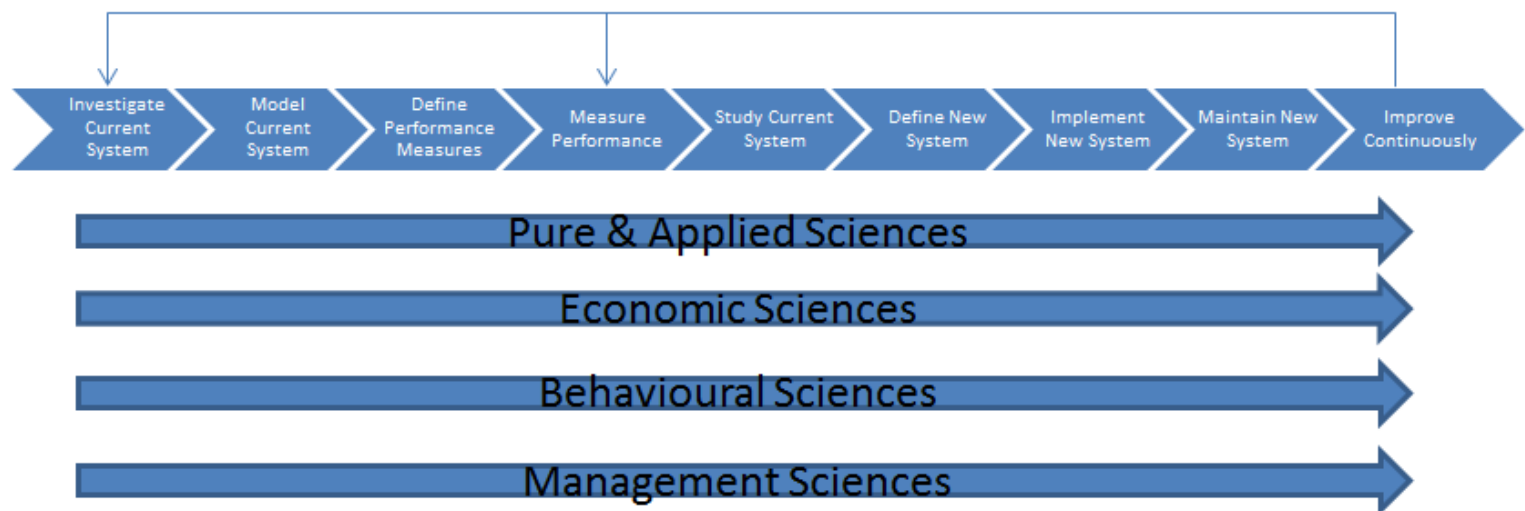 Investigate
Current
System
Model
Current
System
Define
Performance
Measures
Measure
Performance
Study Current
System
Define New
System
Implement
New System
Maintain New
System
Improve
Continuously
Pure & Applied Sciences
Economic Sciences
Behavioural Sciences
Management Sciences